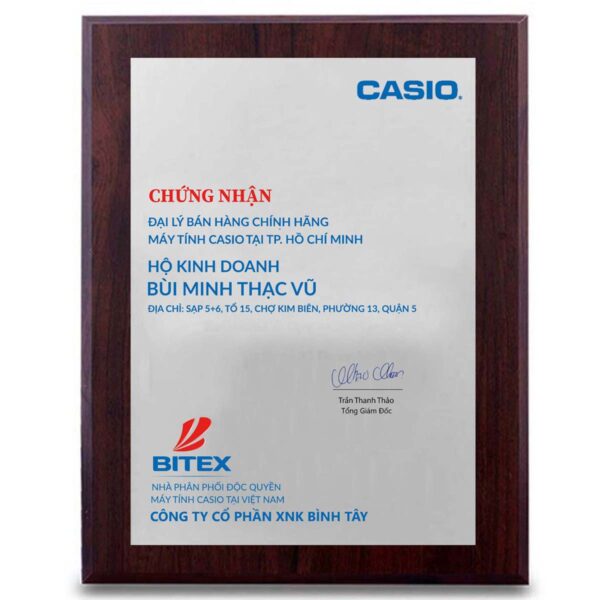 CASIO
CHỨNG NHẬN
ĐẠI LÝ BÁN HÀNG CHÍNH HÃNG
MÁY TÍNH CASIO TẠI TP. HỒ CHÍ MINH
HỘ KINH DOANH
BÙI MINH THẠC VŨ
ĐỊA CHỈ: SẠP 5+6, TỔ 15, CHỢ KIM BIÊN, PHƯỜNG 13, QUẬN 5
Trần Thanh Thảo
Tổng Giám Đốc
BITEX
NHÀ PHÂN PHỐI ĐỘC QUYỀN
MÁY TÍNH CASIO TẠI VIỆT NAM
CÔNG TY CỔ PHẦN XNK BÌNH TÂY